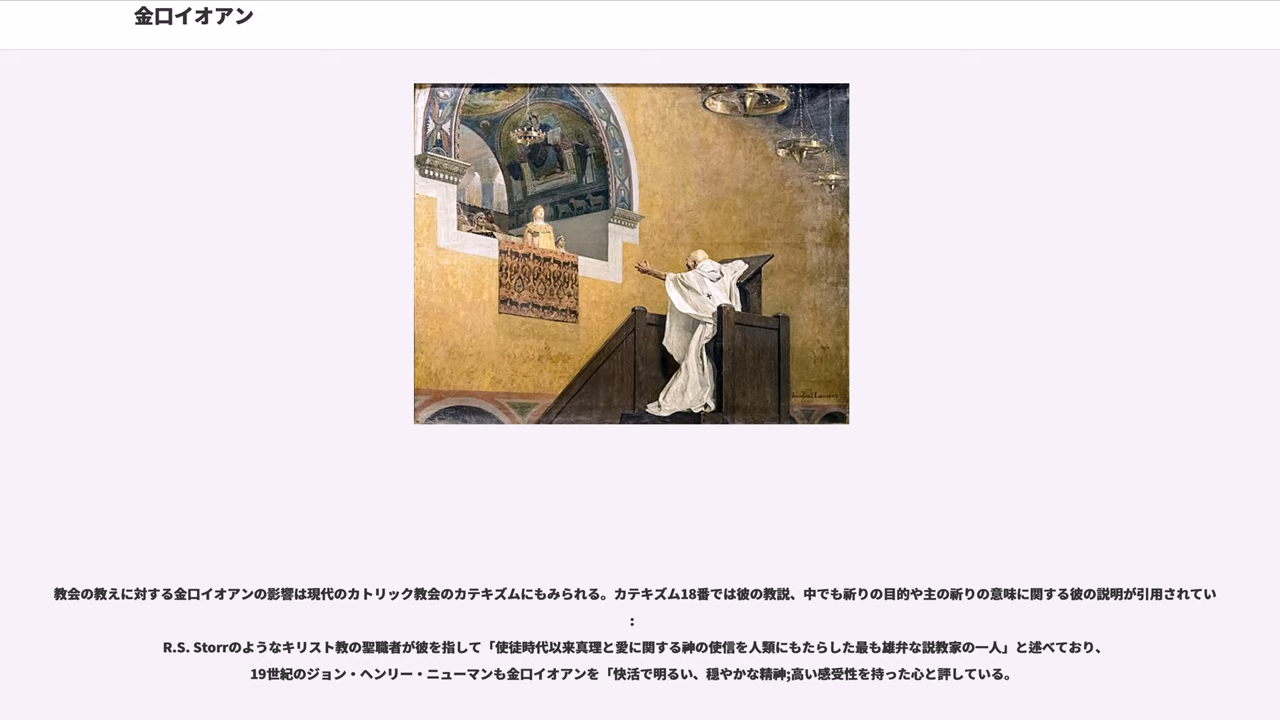 金口イオアン
教会の教えに対する金口イオアンの影響は現代のカトリック教会のカテキズムにもみられる。カテキズム18番では彼の教説、中でも祈りの目的や主の祈りの意味に関する彼の説明が引用されてい
:
R.S. Storrのようなキリスト教の聖職者が彼を指して「使徒時代以来真理と愛に関する神の使信を人類にもたらした最も雄弁な説教家の一人」と述べており、
19世紀のジョン・ヘンリー・ニューマンも金口イオアンを「快活で明るい、穏やかな精神;高い感受性を持った心と評している。